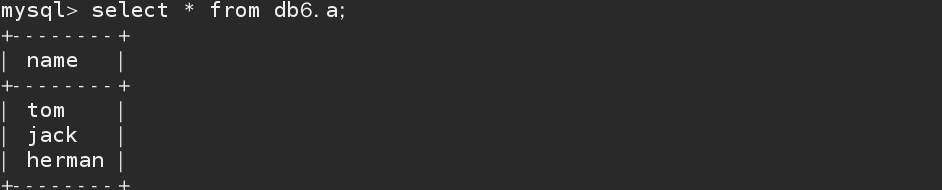 mysql> select * from db6.a;
+--------+
| name   |
+--------+
| tom    |
| jack   |
| herman |
+--------+